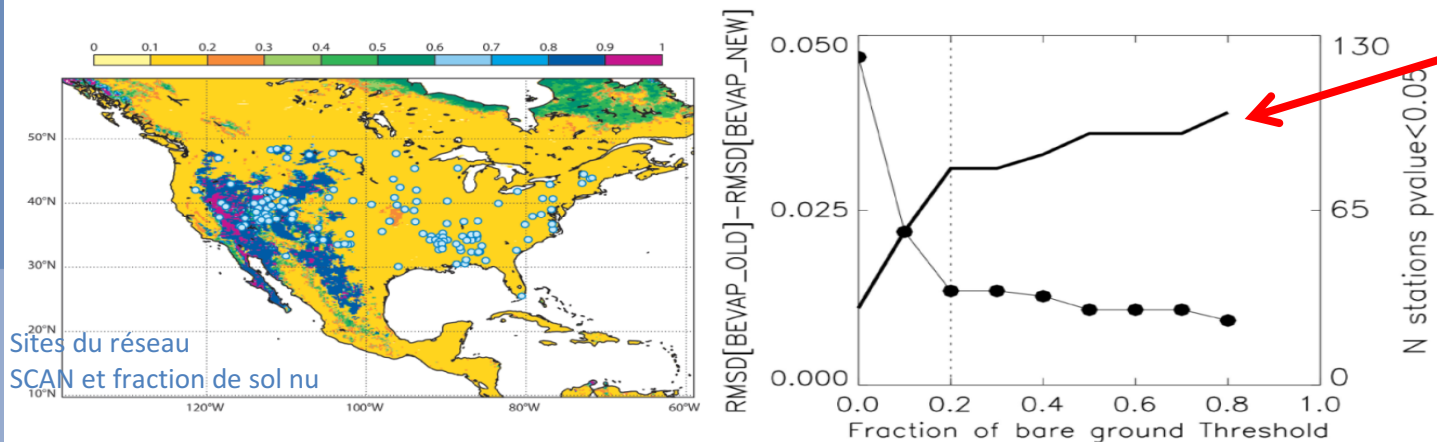 0 0.1 0.2 0.3 0.4 0.5 0.6 0.7 0.8 0.9 1
50°N
40°N
30°N
20°N
10°N
120°W 100°W 80°W 60°W
Sites du réseau
SCAN et fraction de sol nu
RMSD[BEVAP_OLD]-RMSD[BEVAP_NEW]
0.050
0.025
0.000
0.0 0.2 0.4 0.6 0.8 1.0
Fraction of bare ground Threshold
130
65
0
N stations pvalue<0.05